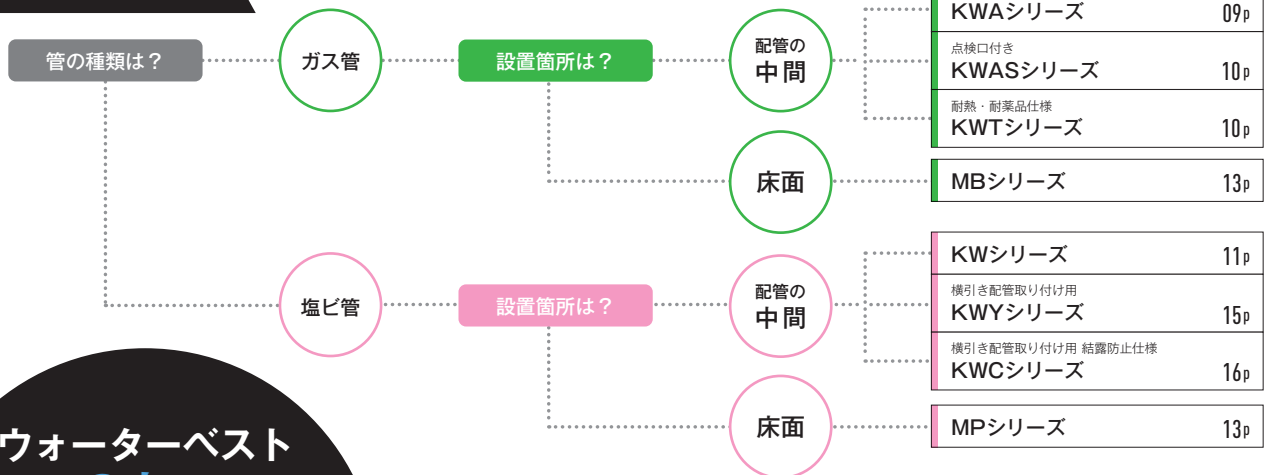 管の種類は？
ガス管
設置箇所は？
配管の
中間
KWAシリーズ 09p
点検口付き
KWASシリーズ 10p
耐熱・耐薬品仕様
KWTシリーズ 10p
床面
MBシリーズ 13p
塩ビ管
設置箇所は？
配管の
中間
KWシリーズ 11p
横引き配管取り付け用
KWYシリーズ 15p
横引き配管取り付け用 結露防止仕様
KWCシリーズ 16p
床面
MPシリーズ 13p
ウォーターベスト